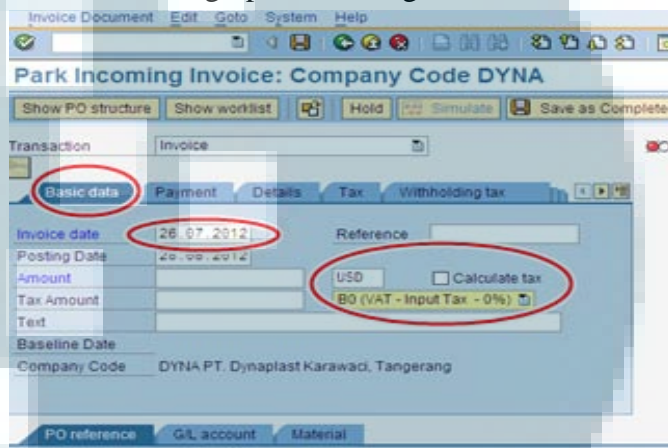 Invoice Document Edit Goto System Help
Park Incoming Invoice: Company Code DYNA
Show PO structure Show worklist Hold Simulate Save as Complete
Transaction Invoice
Basic data Payment Details Tax Withholding tax
Invoice date 26.07.2012 Reference
Posting Date 26.06.2012
Amount USD Calculate tax
Tax Amount B0 (VAT - Input Tax - 0%)
Text
Baseline Date
Company Code DYNA PT. Dynaplast Karawaci, Tangerang
PO reference G/L account Material